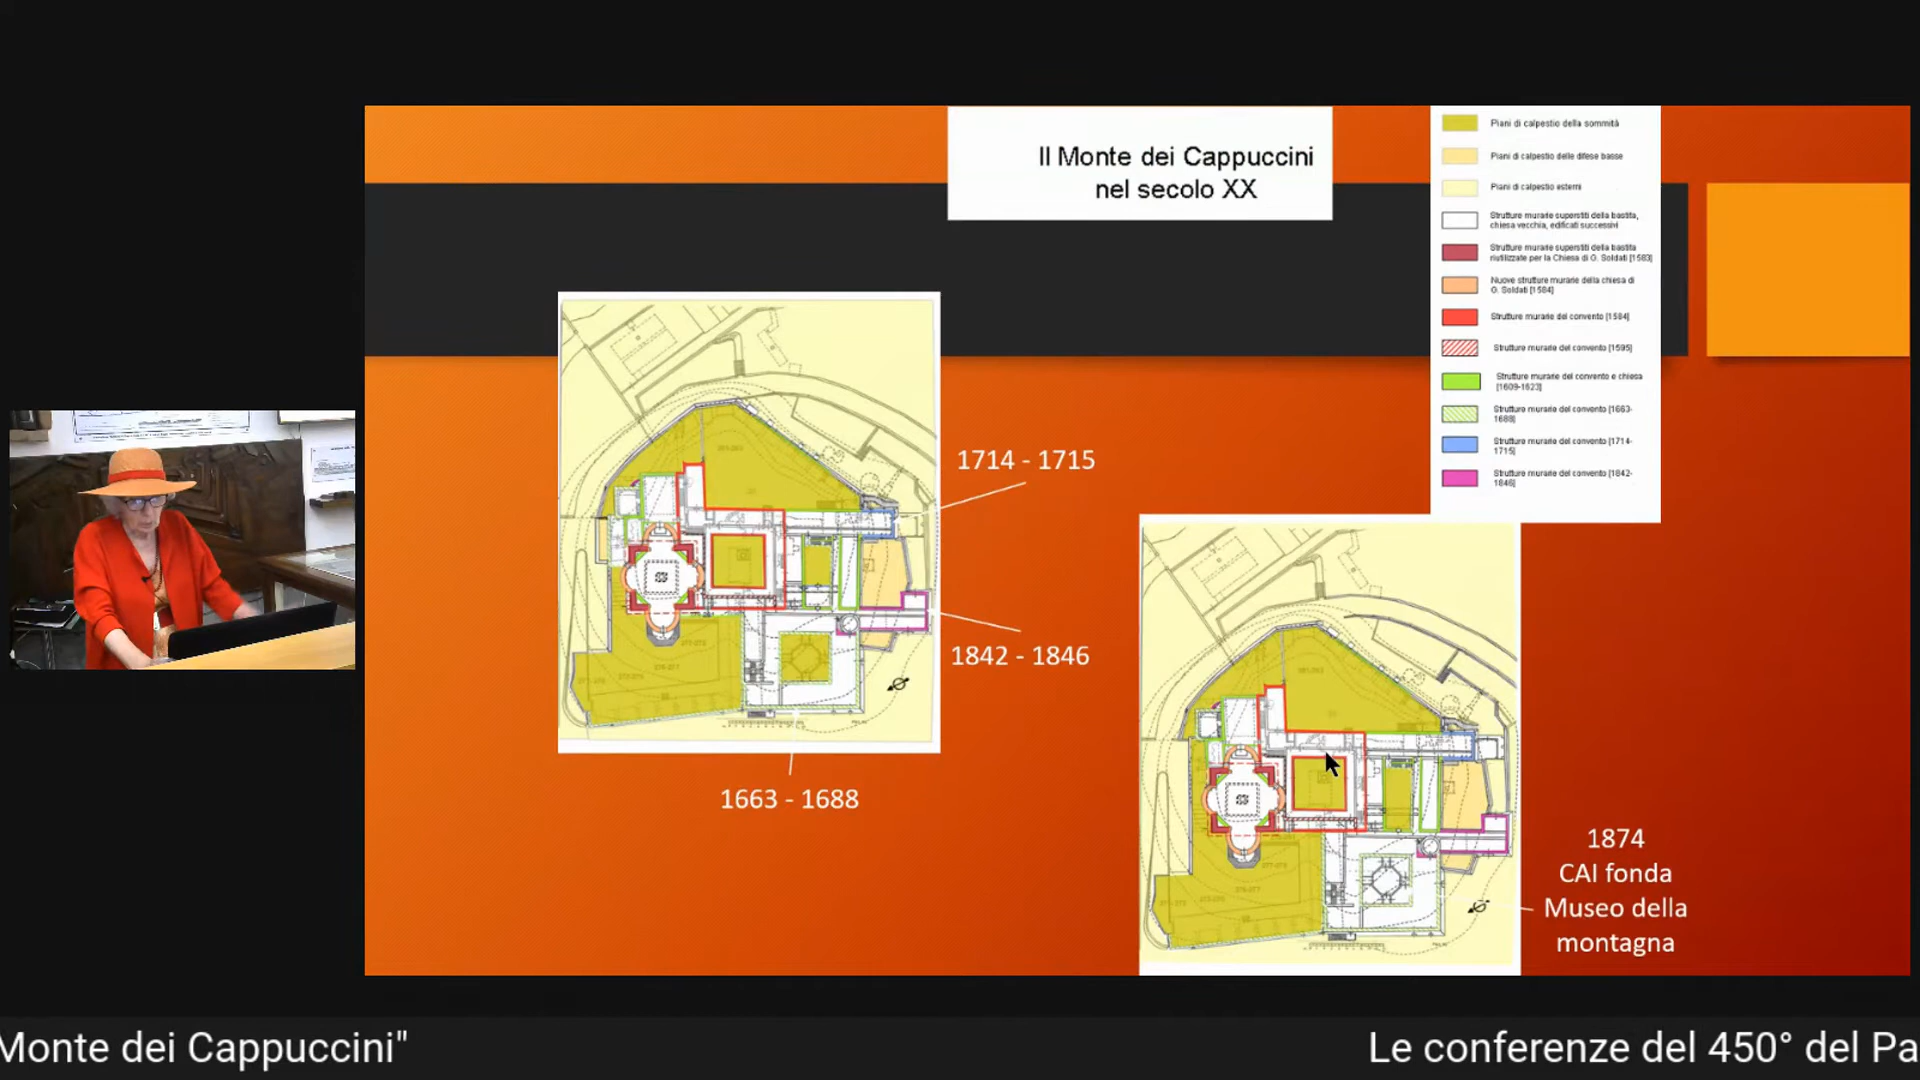 Il Monte dei Cappuccini
nel secolo XX
Piani di calpestio della sommità
Piani di calpestio delle difese basse
Piani di calpestio esterni
Strutture murarie superstiti della bastita,
chiesa vecchia, edificati successivi
Strutture murarie superstiti della bastita
riutilizzate per la Chiesa di G. Soldati [1583]
Nuove strutture murarie della chiesa di
G. Soldati [1584]
Strutture murarie del convento [1584]
Strutture murarie del convento [1595]
Strutture murarie del convento e chiesa
[1609-1623]
Strutture murarie del convento [1663-
1688]
Strutture murarie del convento [1714-
1715]
Strutture murarie del convento [1842-
1846]
1714 - 1715
1842 - 1846
1663 - 1688
1874
CAI fonda
Museo della
montagna
Monte dei Cappuccini"
Le conferenze del 450° del Pa